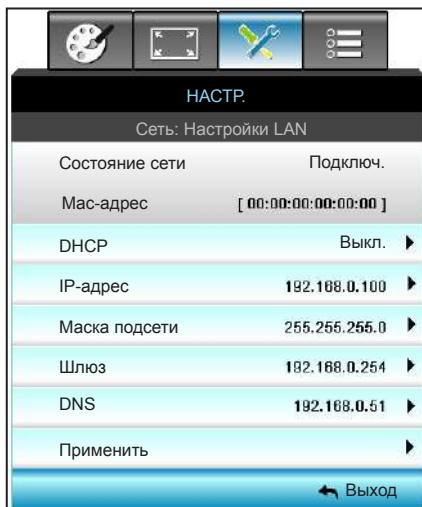 НАСТР.
Сеть: Настройки LAN
Состояние сети Подключ.
Мас-адрес [ 00:00:00:00:00:00 ]
DHCP Выкл.
IP-адрес 192.168.0.100
Маска подсети 255.255.255.0
Шлюз 192.168.0.254
DNS 192.168.0.51
Применить
Выход